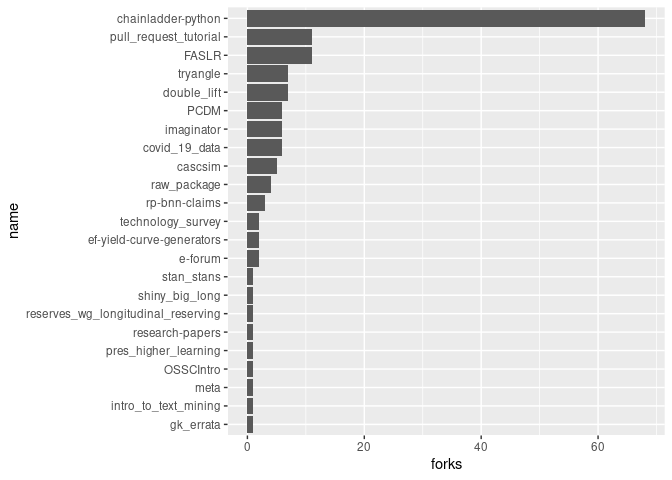 chainladder-python
pull_request_tutorial
FASLR
tryangle
double_lift
PCDM
imaginator
covid_19_data
cascsim
raw_package
rp-bnn-claims
technology_survey
ef-yield-curve-generators
e-forum
stan_stans
shiny_big_long
reserves_wg_longitudinal_reserving
research-papers
pres_higher_learning
OSSCIntro
meta
intro_to_text_mining
gk_errata
name
0 20 40 60
forks